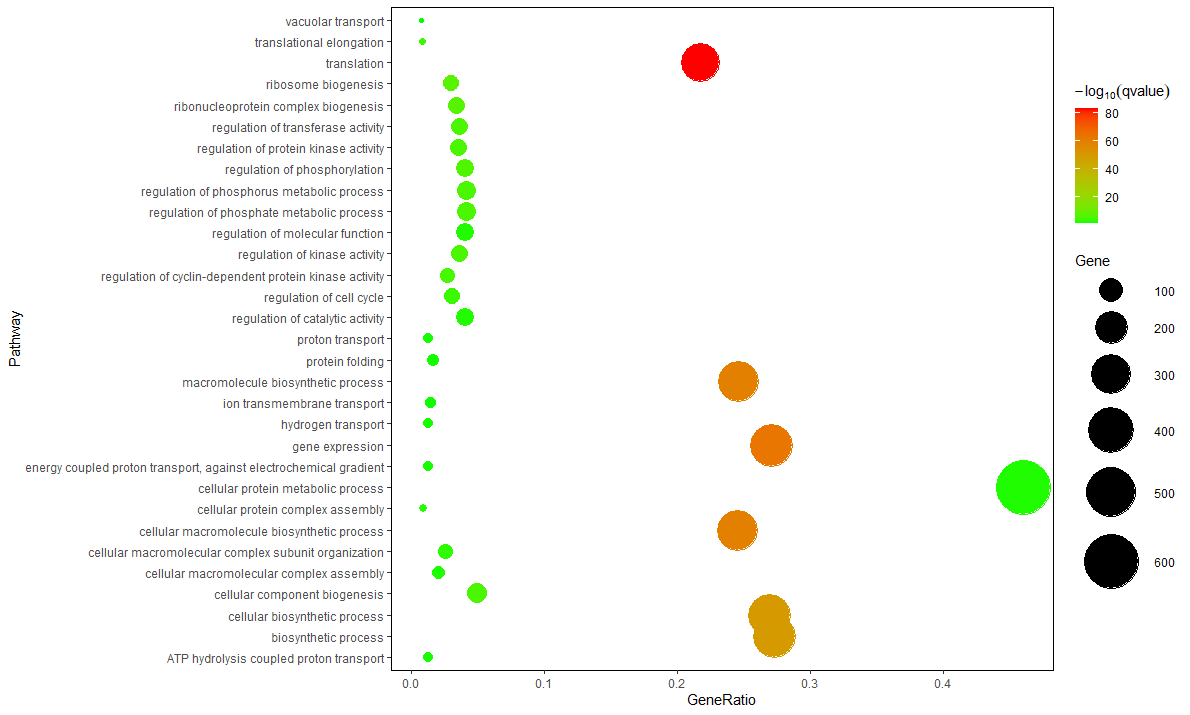 vacuolar transport
translational elongation
translation
ribosome biogenesis
ribonucleoprotein complex biogenesis
regulation of transferase activity
regulation of protein kinase activity
regulation of phosphorylation
regulation of phosphorus metabolic process
regulation of phosphate metabolic process
regulation of molecular function
regulation of kinase activity
regulation of cyclin-dependent protein kinase activity
regulation of cell cycle
regulation of catalytic activity
proton transport
protein folding
macromolecule biosynthetic process
ion transmembrane transport
hydrogen transport
gene expression
energy coupled proton transport, against electrochemical gradient
cellular protein metabolic process
cellular protein complex assembly
cellular macromolecule biosynthetic process
cellular macromolecular complex subunit organization
cellular macromolecular complex assembly
cellular component biogenesis
cellular biosynthetic process
biosynthetic process
ATP hydrolysis coupled proton transport
Pathway
0.0 0.1 0.2 0.3 0.4
GeneRatio
−log₁₀(qvalue)
80
60
40
20
Gene
100
200
300
400
500
600